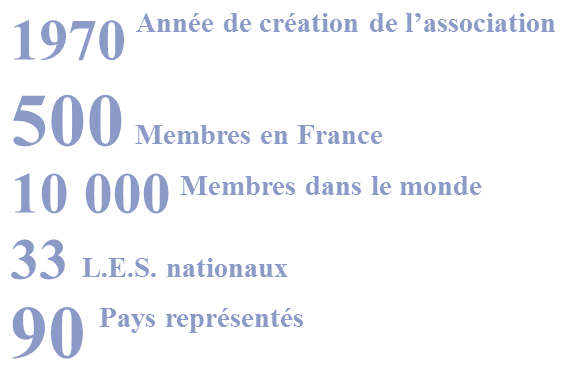 1970 Année de création de l’association
500 Membres en France
10 000 Membres dans le monde
33 L.E.S. nationaux
90 Pays représentés